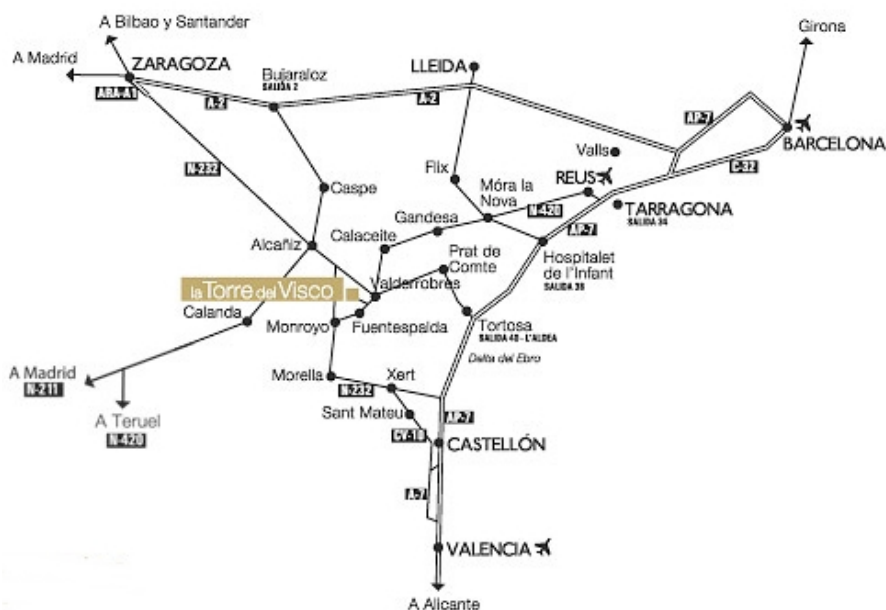 A Bilbao y Santander
Girona
A Madrid
ZARAGOZA
Bujaraloz
SALIDA 2
LLEIDA
ARA-A1
A-2
A-2
AP-7
BARCELONA
Valls
C-32
N-232
Flix
REUS
Caspe
Móra la
Nova
N-420
TARRAGONA
SALIDA 34
Gandesa
AP-7
Alcañiz
Calaceite
Prat de
Comte
Hospitalet
de l'Infant
SALIDA 38
la Torre del Visco
Valderrobres
Calanda
Monroyo
Fuentespalda
Tortosa
SALIDA 40 - L'ALDEA
Delta del Ebro
A Madrid
N-211
Morella
Xert
N-232
A Teruel
N-420
Sant Mateu
AP-7
CV-10
CASTELLÓN
A-7
VALENCIA
A Alicante